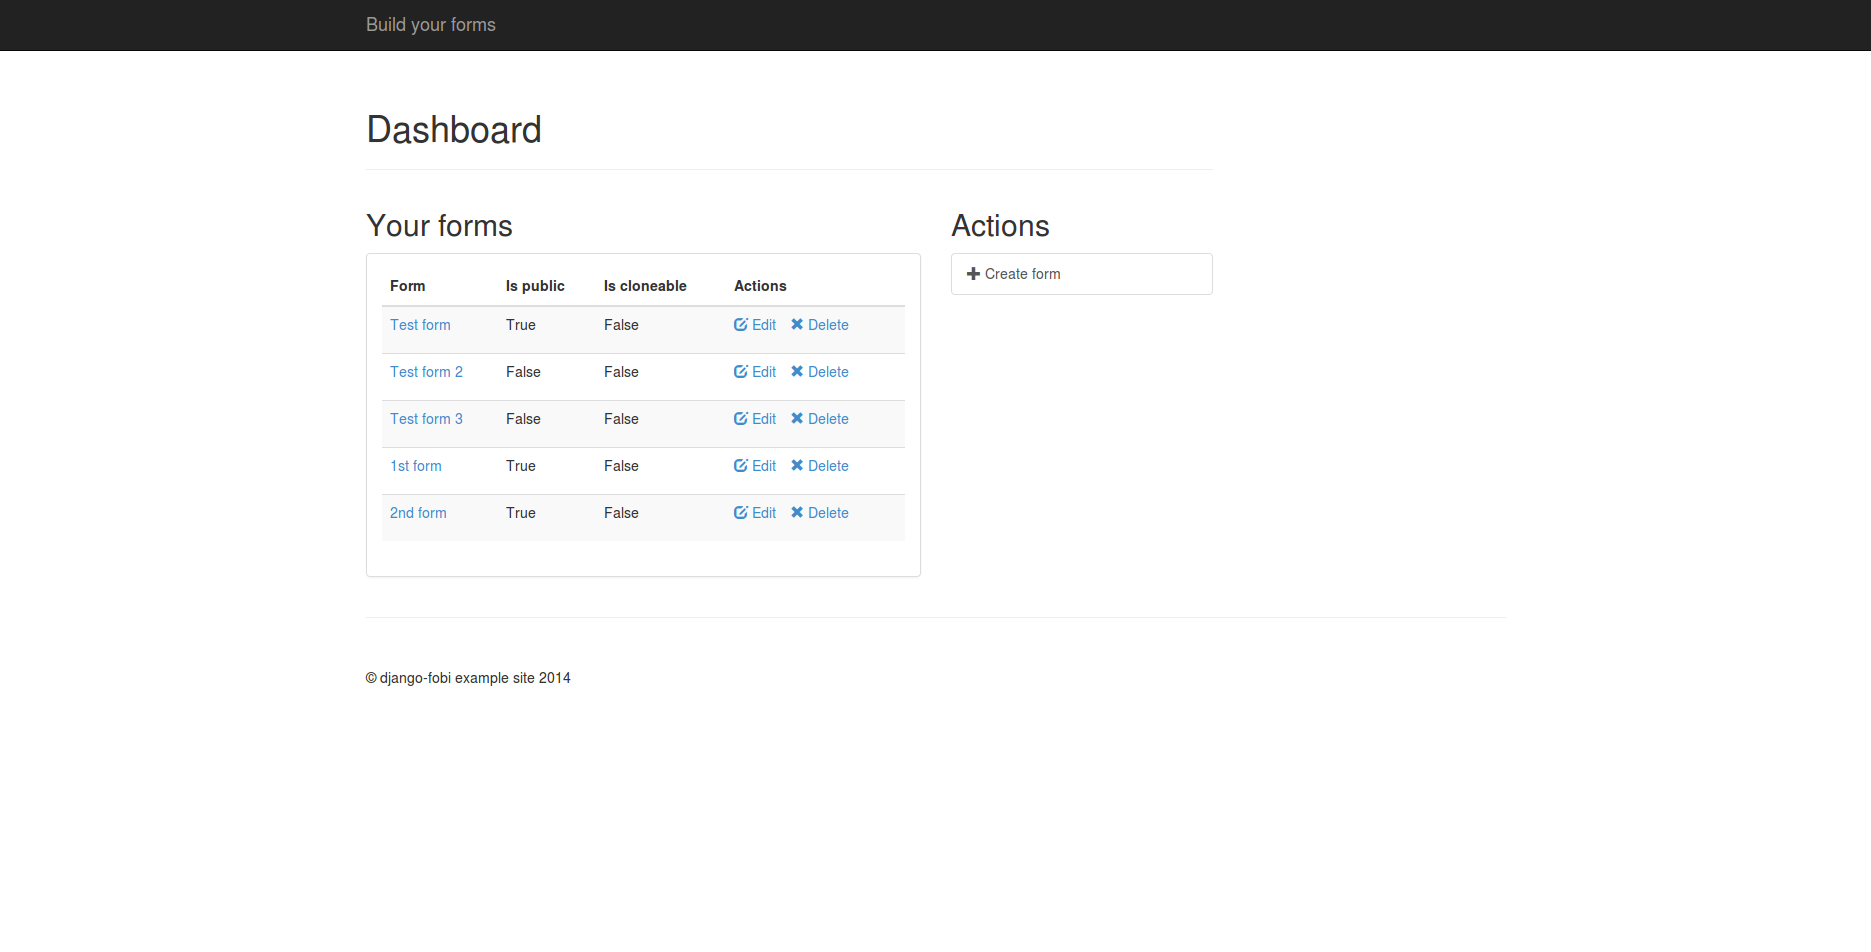 Build your forms
Dashboard
Your forms
Form Is public Is cloneable Actions
Test form True False Edit Delete
Test form 2 False False Edit Delete
Test form 3 False False Edit Delete
1st form True False Edit Delete
2nd form True False Edit Delete
Actions
Create form
© django-fobi example site 2014